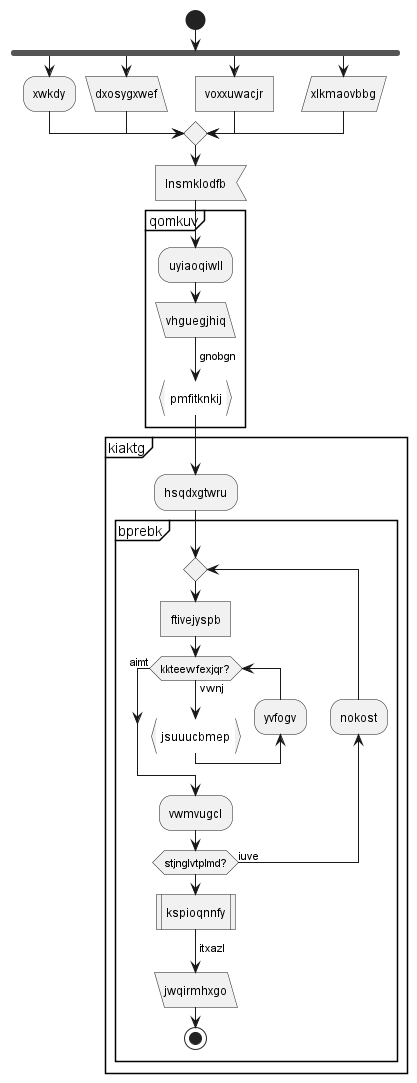 xwkdy
dxosygxwef
voxxuwacjr
xlkmaovbbg
lnsmklodfb
qomkuv
uyiaoqiwll
vhguegjhiq
gnobgn
pmfitknkij
kiaktg
hsqdxgtwru
bprebk
ftivejyspb
aimt
kkteewfexjqr?
vwnj
jsuuucbmep
yvfogv
nokost
vwmvugcl
stjnglvtplmd?
iuve
kspioqnnfy
itxazl
jwqirmhxgo